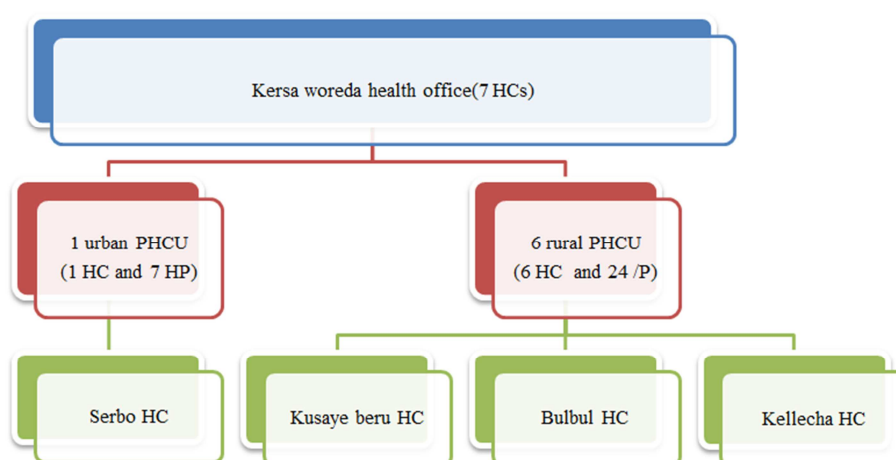 Kersa woreda health office(7 HCs)
1 urban PHCU
(1 HC and 7 HP)
6 rural PHCU
(6 HC and 24 /P)
Serbo HC
Kusaye beru HC
Bulbul HC
Kellecha HC